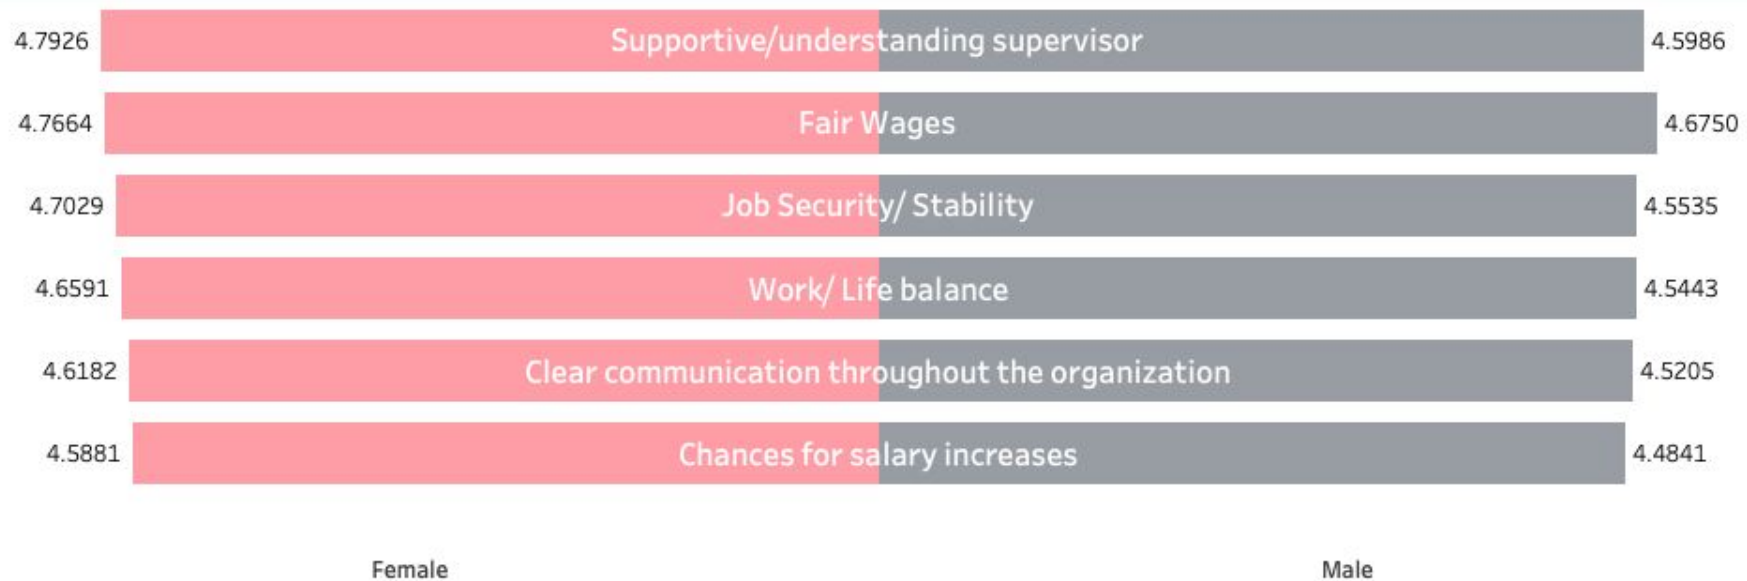 4.7926 Supportive/understanding supervisor 4.5986
4.7664 Fair Wages 4.6750
4.7029 Job Security/ Stability 4.5535
4.6591 Work/ Life balance 4.5443
4.6182 Clear communication throughout the organization 4.5205
4.5881 Chances for salary increases 4.4841
Female Male